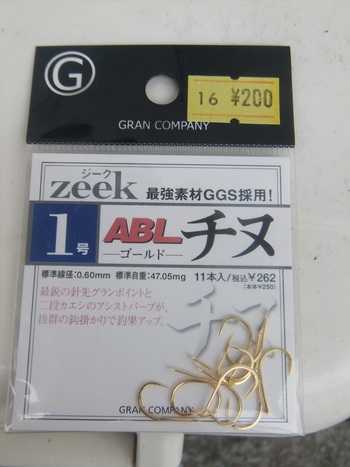 G
16 ¥200
GRAN COMPANY
ジーク
zeek 最強素材GGS採用!
1号 ABL チヌ
ゴールド
標準線径:0.60mm 標準自重:47.05mg 11本入/税込¥262
(本体¥250)
最鋭の針先グランポイントと
二段カエシのアシストバーブが、
抜群の鈎掛かりで釣果アップ。
チヌ
GRAN COMPANY